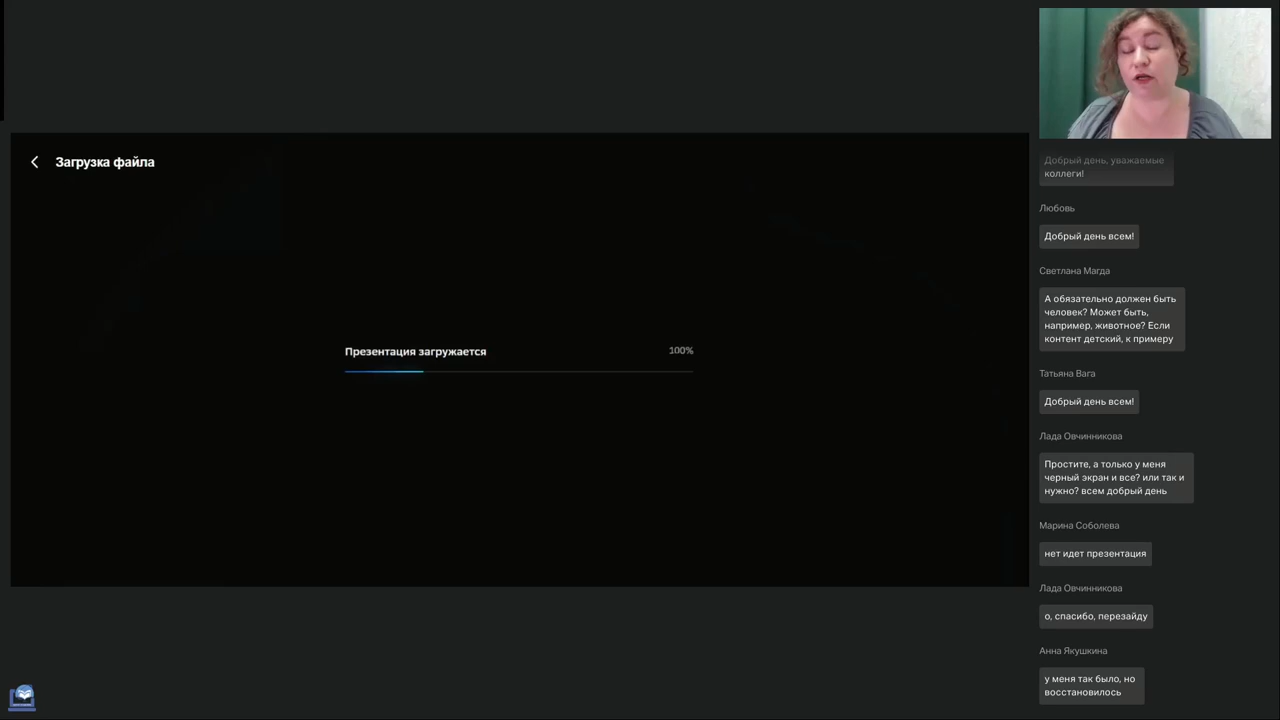 Загрузка файла
Презентация загружается
100%
Добрый день, уважаемые
коллеги!
Любовь
Добрый день всем!
Светлана Магда
А обязательно должен быть
человек? Может быть,
например, животное? Если
контент детский, к примеру
Татьяна Вага
Добрый день всем!
Лада Овчинникова
Простите, а только у меня
черный экран и все? или так и
нужно? всем добрый день
Марина Соболева
нет идет презентация
Лада Овчинникова
о, спасибо, перезайду
Анна Якушкина
у меня так было, но
восстановилось